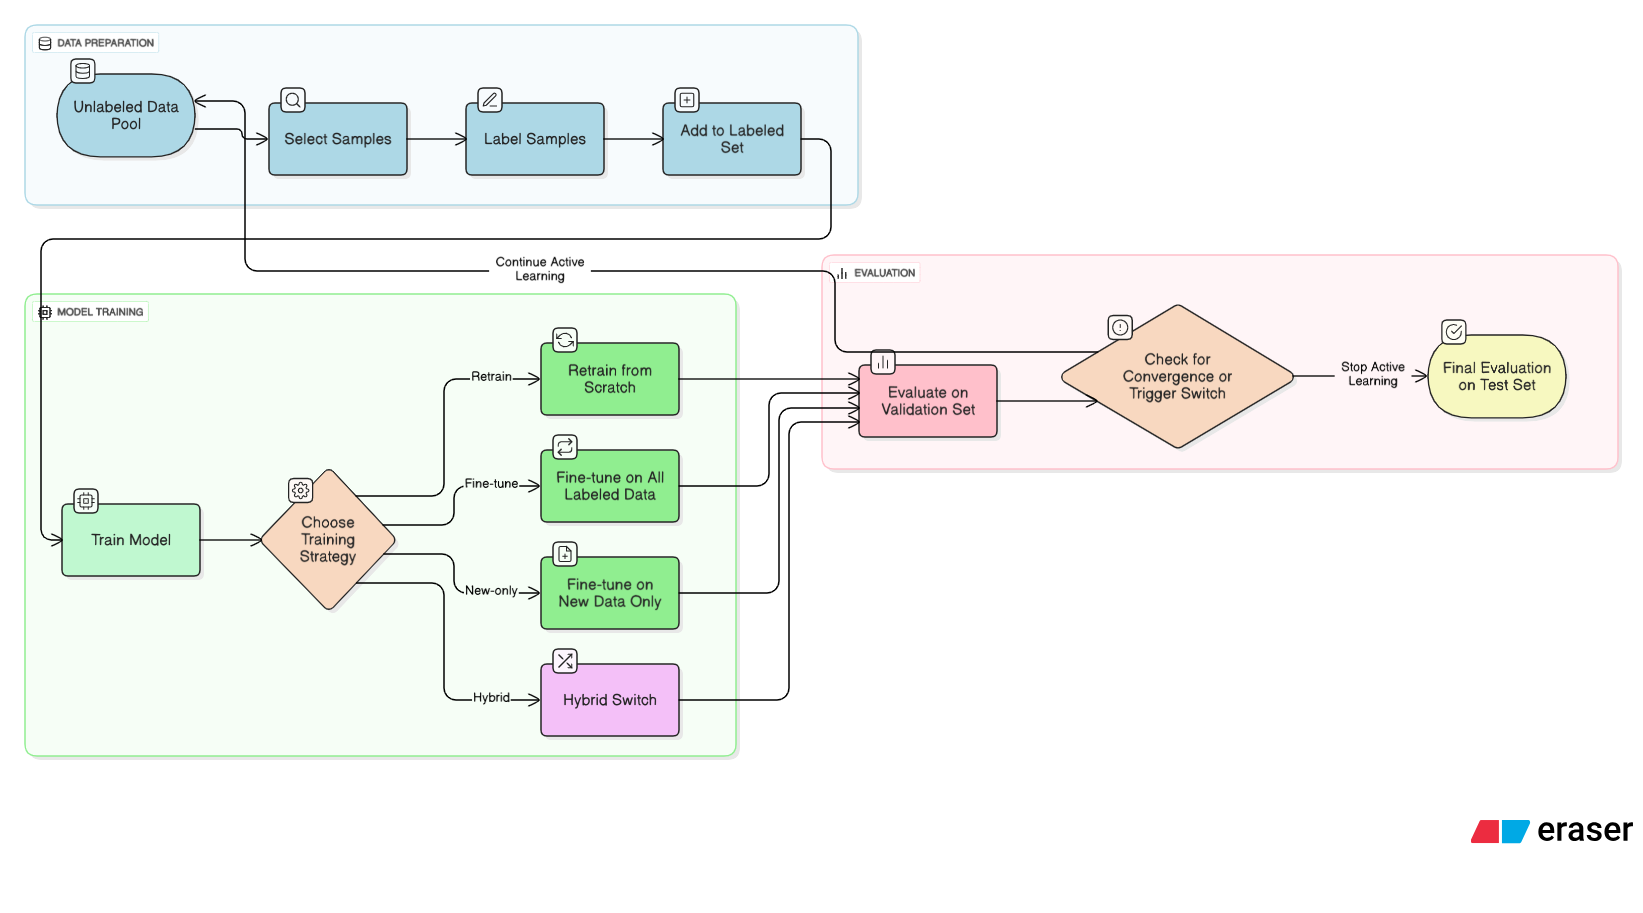 DATA PREPARATION
Unlabeled Data
Pool
Select Samples
Label Samples
Add to Labeled
Set
Continue Active
Learning
EVALUATION
Evaluate on
Validation Set
Check for
Convergence or
Trigger Switch
Stop Active
Learning
Final Evaluation
on Test Set
MODEL TRAINING
Train Model
Choose
Training
Strategy
Retrain
Retrain from
Scratch
Fine-tune
Fine-tune on All
Labeled Data
New-only
Fine-tune on
New Data Only
Hybrid
Hybrid Switch
eraser